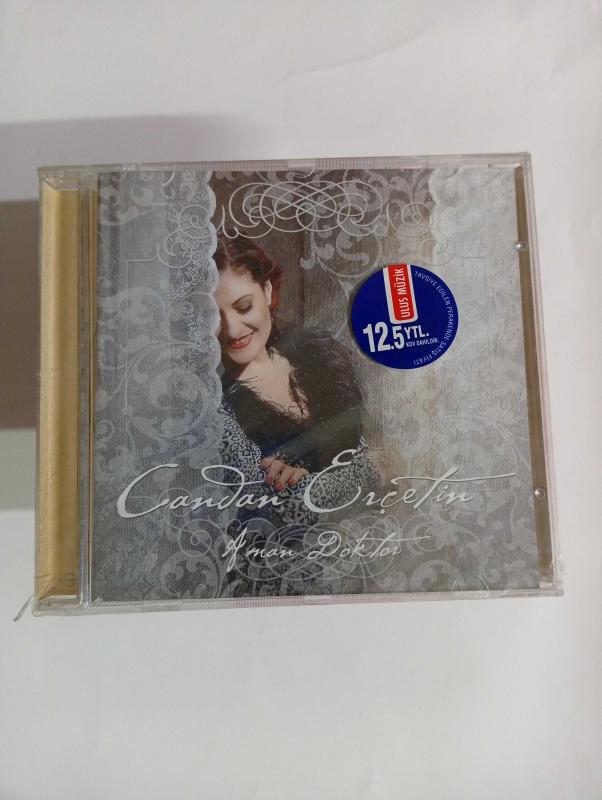 ULUS MÜZİK
TAVSİYE EDİLEN PERAKENDE SATIŞ FİYATI
12.5 YTL.
KDV DAHİLDİR
Candan Erçetin
Aman Doktor